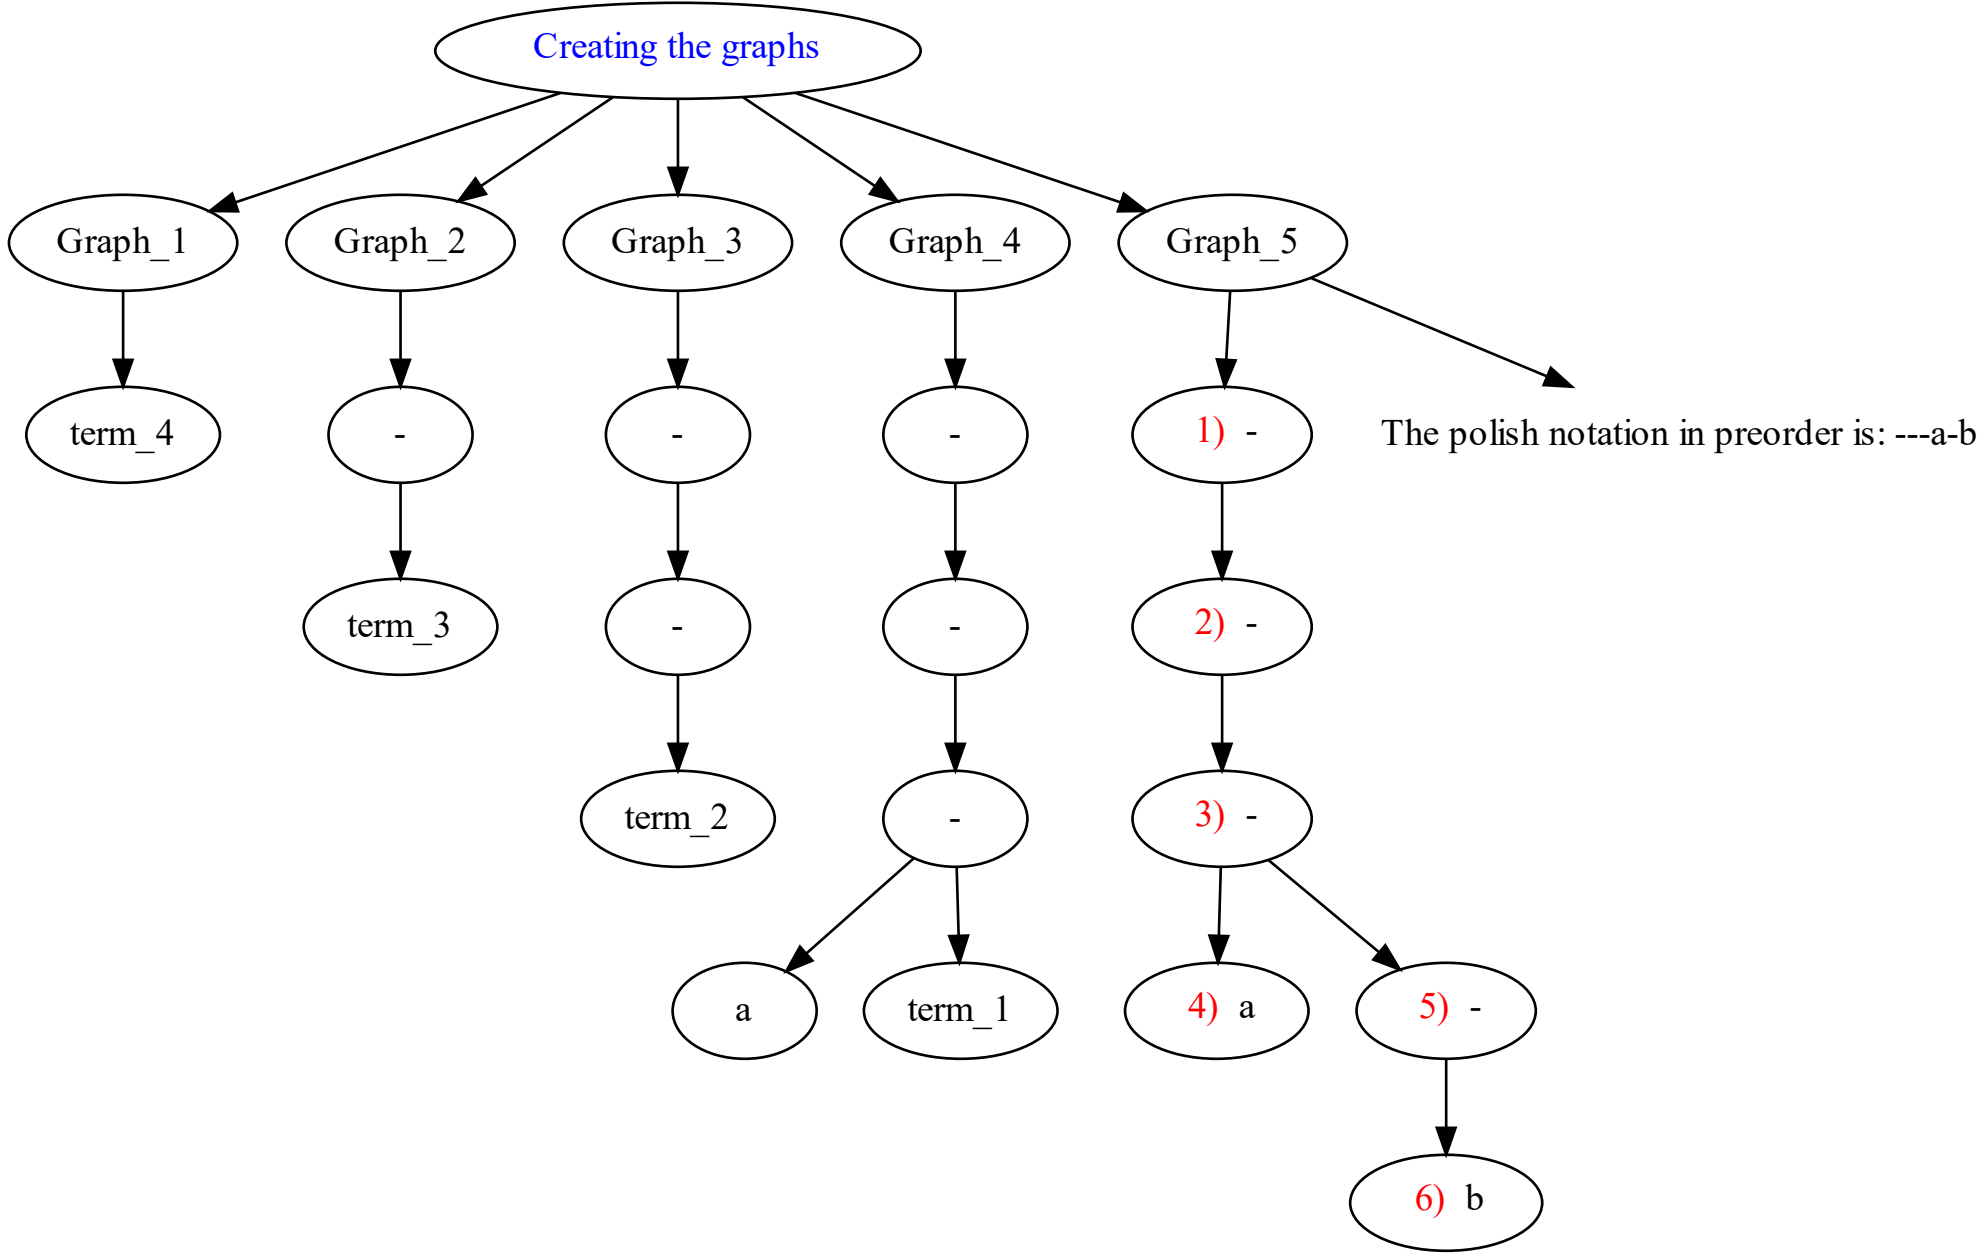 Creating the graphs
Graph_1
Graph_2
Graph_3
Graph_4
Graph_5
term_4
-
-
-
1) -
The polish notation in preorder is: ---a-b
term_3
-
-
2) -
term_2
-
3) -
a
term_1
4) a
5) -
6) b